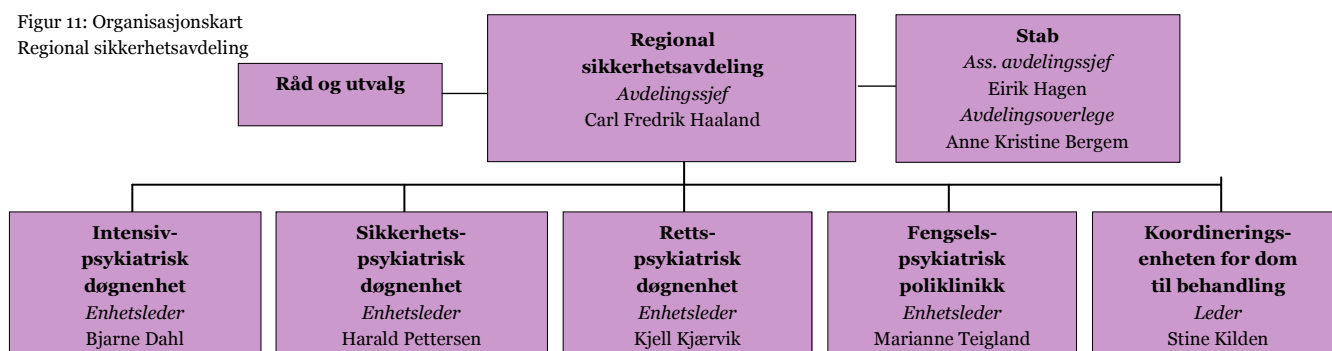 Figur 11: Organisasjonskart
Regional sikkerhetsavdeling
Råd og utvalg
Regional
sikkerhetsavdeling
Avdelingssjef
Carl Fredrik Haaland
Stab
Ass. avdelingssjef
Eirik Hagen
Avdelingsoverlege
Anne Kristine Bergem
Intensiv-
psykiatrisk
døgnenhet
Enhetsleder
Bjarne Dahl
Sikkerhets-
psykiatrisk
døgnenhet
Enhetsleder
Harald Pettersen
Retts-
psykiatrisk
døgnenhet
Enhetsleder
Kjell Kjærvik
Fengsels-
psykiatrisk
poliklinikk
Enhetsleder
Marianne Teigland
Koordinerings-
enheten for dom
til behandling
Leder
Stine Kilden